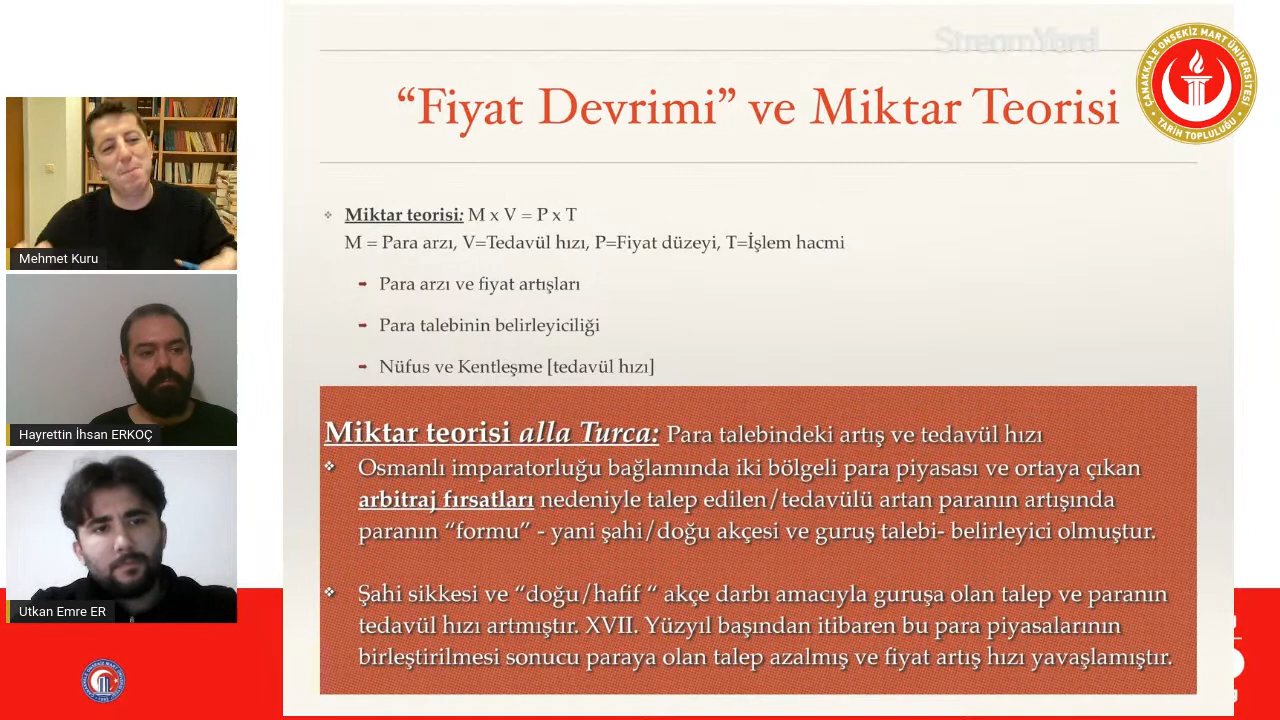 StreamYard
ÇANAKKALE ONSEKİZ MART ÜNİVERSİTESİ
TARİH TOPLULUĞU
“Fiyat Devrimi” ve Miktar Teorisi
Miktar teorisi: M x V = P x T
M = Para arzı, V=Tedavül hızı, P=Fiyat düzeyi, T=İşlem hacmi
Para arzı ve fiyat artışları
Para talebinin belirleyiciliği
Nüfus ve Kentleşme [tedavül hızı]
Miktar teorisi alla Turca: Para talebindeki artış ve tedavül hızı
Osmanlı imparatorluğu bağlamında iki bölgeli para piyasası ve ortaya çıkan
arbitraj fırsatları nedeniyle talep edilen/tedavülü artan paranın artışında
paranın “formu” - yani şahi/doğu akçesi ve guruş talebi- belirleyici olmuştur.
Şahi sikkesi ve “doğu/hafif “ akçe darbı amacıyla guruşa olan talep ve paranın
tedavül hızı artmıştır. XVII. Yüzyıl başından itibaren bu para piyasalarının
birleştirilmesi sonucu paraya olan talep azalmış ve fiyat artış hızı yavaşlamıştır.
Mehmet Kuru
Hayrettin İhsan ERKOÇ
Utkan Emre ER